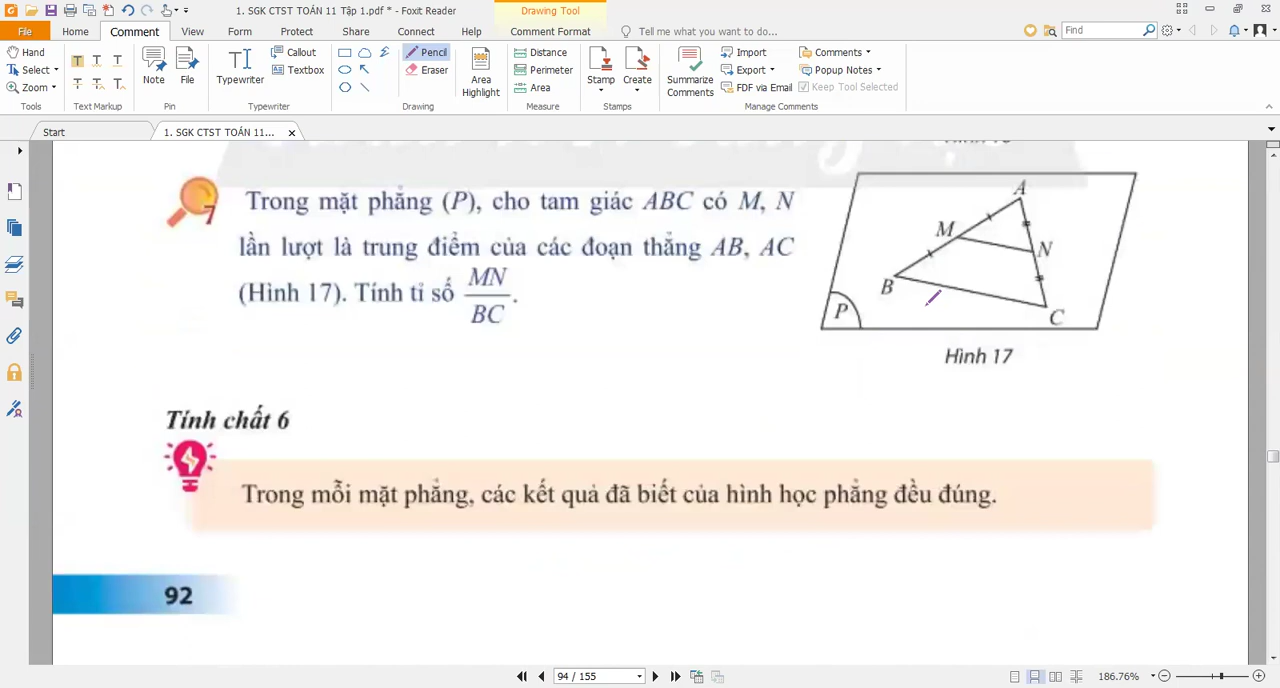 1. SGK CTST TOÁN 11 Tập 1.pdf * - Foxit Reader
Drawing Tool
File Home Comment View Form Protect Share Connect Help Comment Format Tell me what you want to do... Find
Hand
Select
Zoom
Tools
T T T
T T T
Text Markup
Note
File
Pin
Typewriter
Callout
Textbox
Typewriter
Pencil
Eraser
Drawing
Area
Highlight
Distance
Perimeter
Area
Measure
Stamp
Create
Stamps
Summarize
Comments
Import
Export
FDF via Email
Comments
Popup Notes
Keep Tool Selected
Manage Comments
Start
1. SGK CTST TOÁN 11...
7
Trong mặt phẳng (P), cho tam giác ABC có M, N
lần lượt là trung điểm của các đoạn thẳng AB, AC
(Hình 17). Tính tỉ số MN/BC.
A
M
N
B
P
C
Hình 17
Tính chất 6
Trong mỗi mặt phẳng, các kết quả đã biết của hình học phẳng đều đúng.
92
94 / 155
186.76%